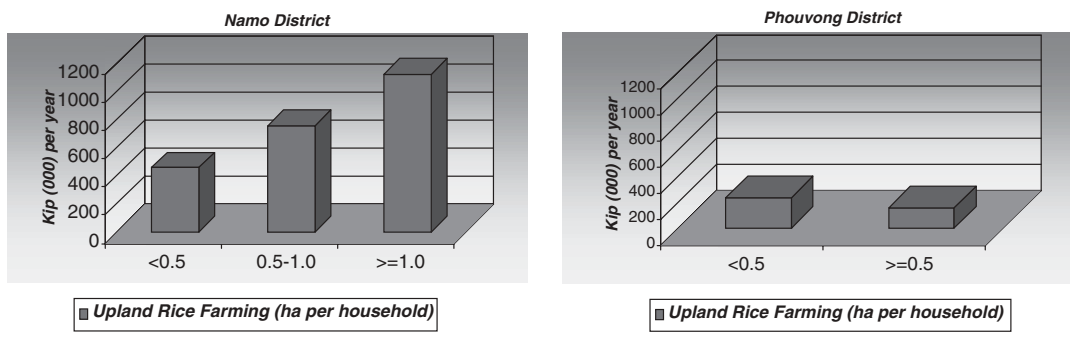 Namo District
Kip (000) per year
1200
1000
800
600
400
200
0
<0.5 0.5-1.0 >=1.0
Upland Rice Farming (ha per household)
Phouvong District
Kip (000) per year
1200
1000
800
600
400
200
0
<0.5 >=0.5
Upland Rice Farming (ha per household)